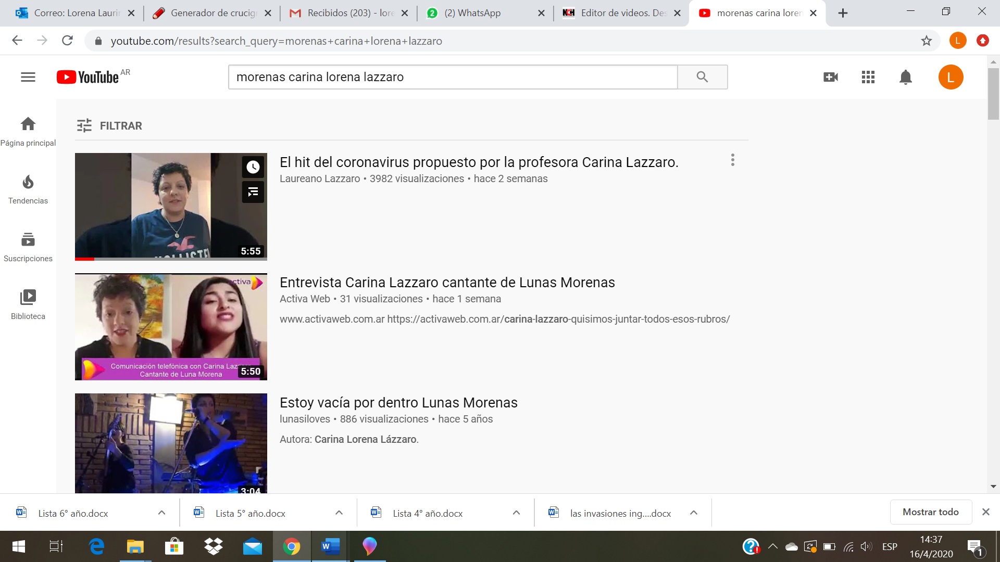 Correo: Lorena Laurin
Generador de crucig
Recibidos (203) - lore
(2) WhatsApp
NCH Editor de videos. Des
morenas carina loren
youtube.com/results?search_query=morenas+carina+lorena+lazzaro
L
YouTube AR
morenas carina lorena lazzaro
L
Página principal
Tendencias
Suscripciones
Biblioteca
FILTRAR
5:55
El hit del coronavirus propuesto por la profesora Carina Lazzaro.
Laureano Lazzaro • 3982 visualizaciones • hace 2 semanas
activa
Comunicación telefónica con Carina Lazzaro
Cantante de Luna Morena
5:50
Entrevista Carina Lazzaro cantante de Lunas Morenas
Activa Web • 31 visualizaciones • hace 1 semana
www.activaweb.com.ar https://activaweb.com.ar/carina-lazzaro-quisimos-juntar-todos-esos-rubros/
3:04
Estoy vacía por dentro Lunas Morenas
lunasiloves • 886 visualizaciones • hace 5 años
Autora: Carina Lorena Lázzaro.
Lista 6° año.docx
Lista 5° año.docx
Lista 4° año.docx
las invasiones ing....docx
Mostrar todo
ESP
14:37
16/4/2020
1